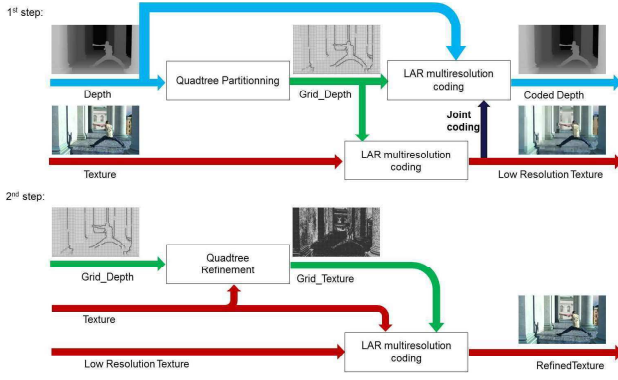 1st step:
Depth
Quadtree Partitionning
Grid_Depth
LAR multiresolution
coding
Coded Depth
Joint
coding
Texture
LAR multiresolution
coding
Low Resolution Texture
2nd step:
Grid_Depth
Quadtree
Refinement
Grid_Texture
Texture
Low Resolution Texture
LAR multiresolution
coding
RefinedTexture